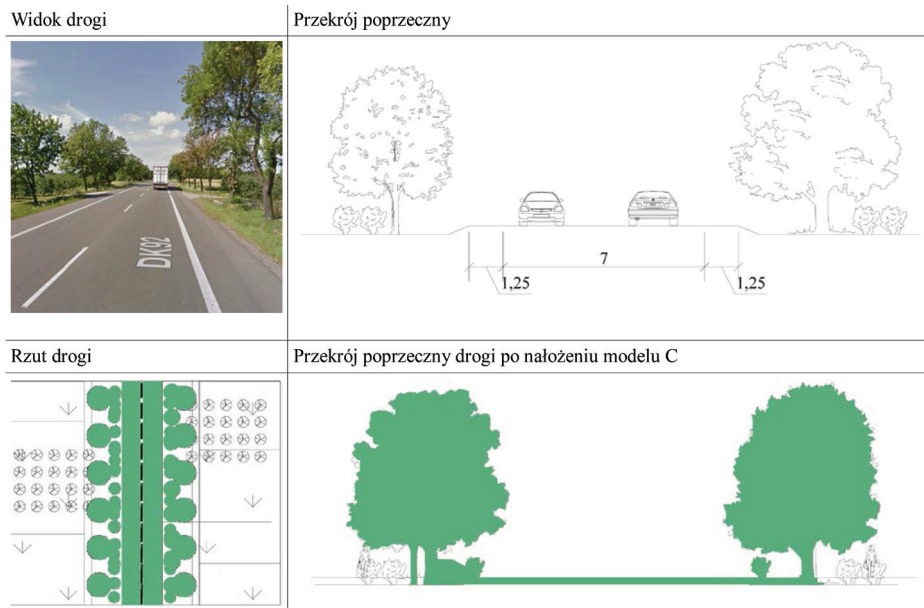 Widok drogi
Przekrój poprzeczny
DK92
7
1,25
1,25
Rzut drogi
Przekrój poprzeczny drogi po nałożeniu modelu C